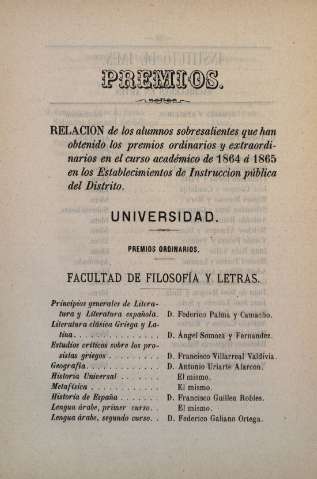 PREMIOS.
RELACION de los alumnos sobresalientes que han
obtenido los premios ordinarios y extraordi-
narios en el curso académico de 1864 á 1865
en los Establecimientos de Instruccion pública
del Distrito.
UNIVERSIDAD.
PREMIOS ORDINARIOS.
FACULTAD DE FILOSOFÍA Y LETRAS.
Principios generales de Litera-
tura y Literatura española. D. Federico Palma y Camacho.
Literatura clásica Griega y La-
tina. . . . . . . . . . . . D. Angel Somoza y Fernandez.
Estudios críticos sobre los pro-
sistas griegos . . . . . . . . D. Francisco Villarreal Valdivia.
Geografía. . . . . . . . . . . D. Antonio Uriarte Alarcon.
Historia Universal . . . . . . El mismo.
Metafísica . . . . . . . . . . El mismo.
Historia de España . . . . . . D. Francisco Guillen Robles.
Lengua árabe, primer curso. . El mismo.
Lengua árabe, segundo curso. . D. Federico Galiano Ortega.